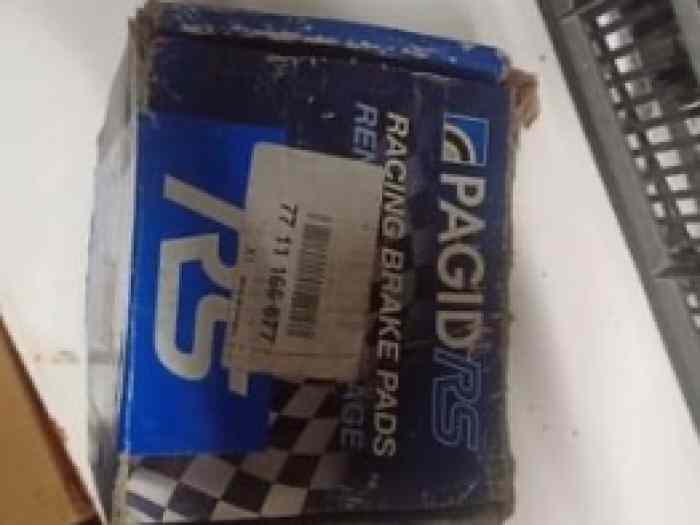 PAGID RS
RACING BRAKE PADS
RS
77 11 166-677